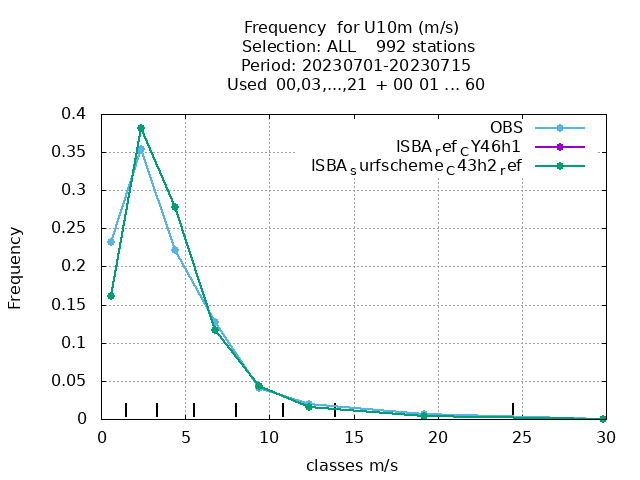 Frequency  for U10m (m/s)
Selection: ALL    992 stations
Period: 20230701-20230715
Used  00,03,...,21  + 00 01 ... 60
OBS
ISBA_ref_CY46h1
ISBA_surfscheme_C43h2_ref
0.4
0.35
0.3
0.25
0.2
0.15
0.1
0.05
0
Frequency
0 5 10 15 20 25 30
classes m/s